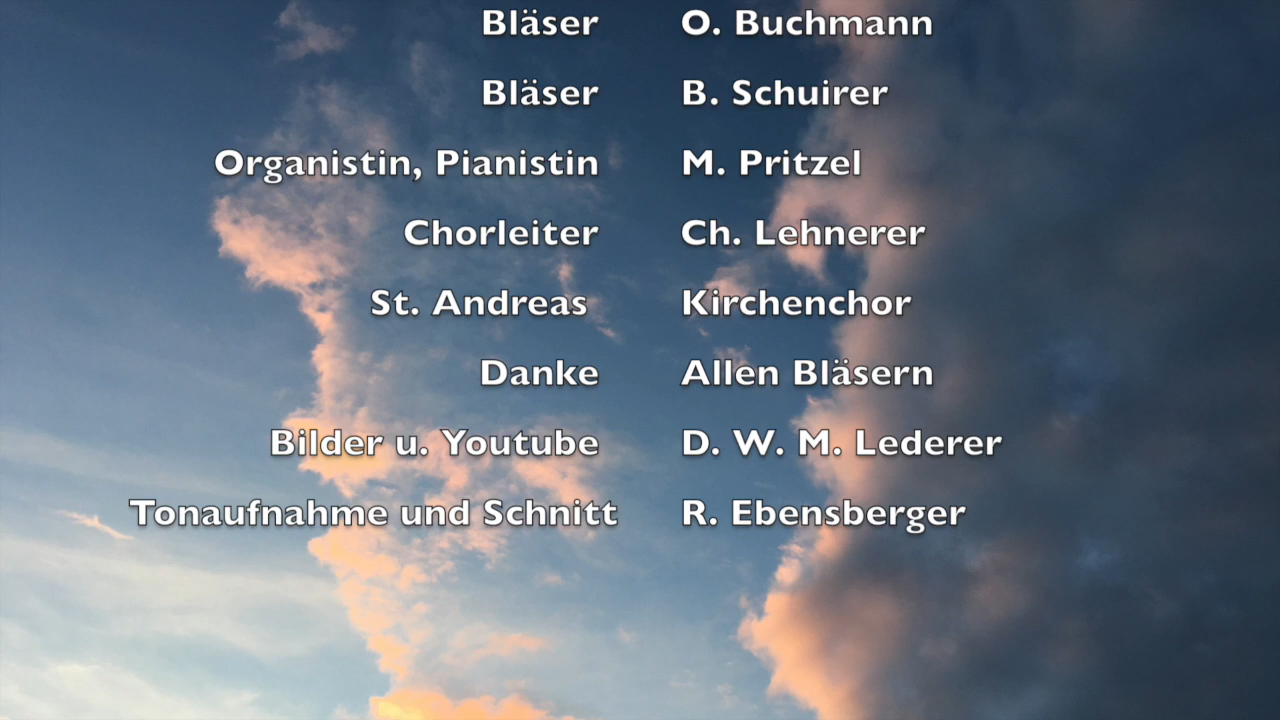 Bläser O. Buchmann
Bläser B. Schuirer
Organistin, Pianistin M. Pritzel
Chorleiter Ch. Lehnerer
St. Andreas Kirchenchor
Danke Allen Bläsern
Bilder u. Youtube D. W. M. Lederer
Tonaufnahme und Schnitt R. Ebensberger